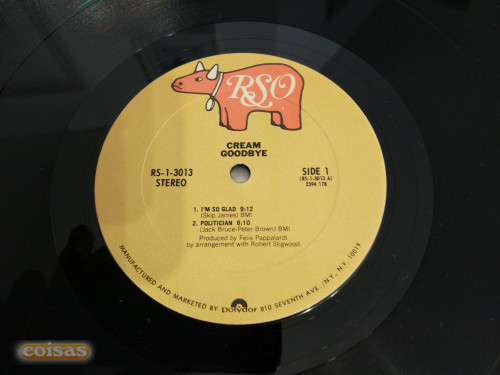 RSO
CREAM
GOODBYE
RS-1-3013
STEREO
SIDE 1
(RS-1-3013 A)
2394 178
1. I'M SO GLAD 9:12
(Skip James) BMI
2. POLITICIAN 6:10
(Jack Bruce-Peter Brown) BMI
Produced by Felix Pappalardi
by arrangement with Robert Stigwood
MANUFACTURED AND MARKETED BY Polydor 810 SEVENTH AVE., N.Y., N.Y. 10019
coisas